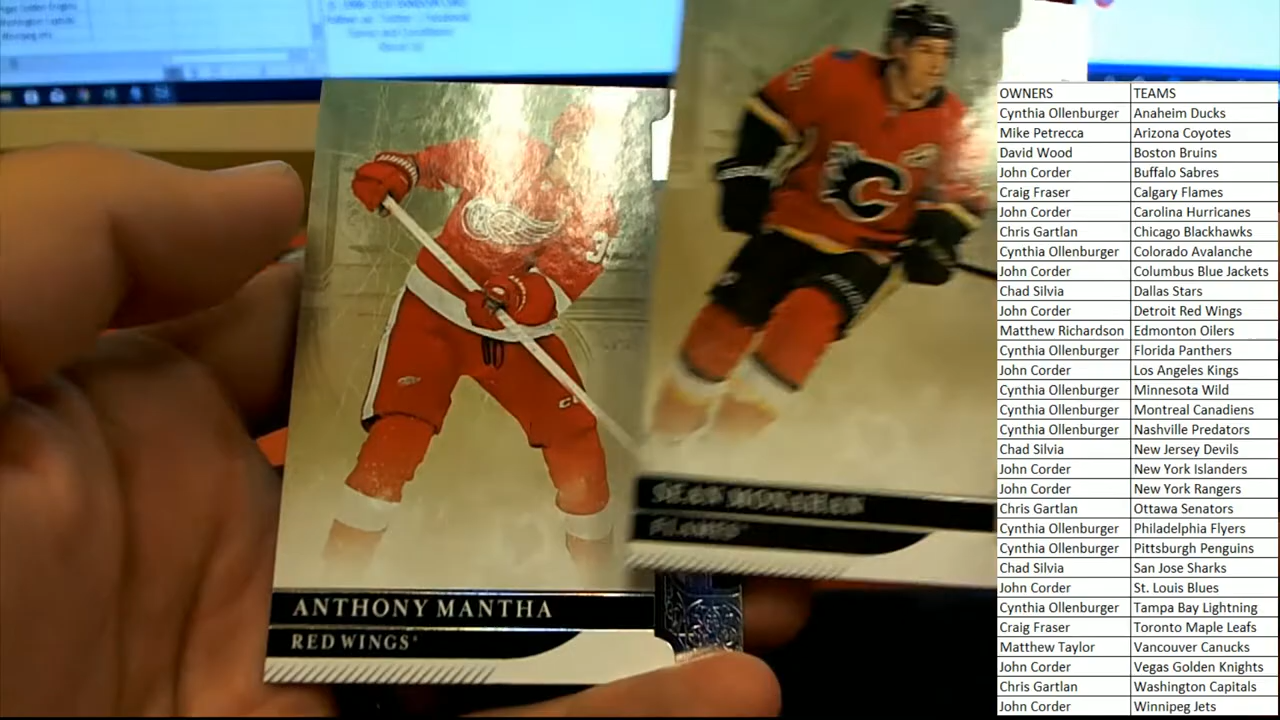 ANTHONY MANTHA
RED WINGS
SEAN MONAHAN
FLAMES
OWNERS TEAMS
Cynthia Ollenburger Anaheim Ducks
Mike Petrecca Arizona Coyotes
David Wood Boston Bruins
John Corder Buffalo Sabres
Craig Fraser Calgary Flames
John Corder Carolina Hurricanes
Chris Gartlan Chicago Blackhawks
Cynthia Ollenburger Colorado Avalanche
John Corder Columbus Blue Jackets
Chad Silvia Dallas Stars
John Corder Detroit Red Wings
Matthew Richardson Edmonton Oilers
Cynthia Ollenburger Florida Panthers
John Corder Los Angeles Kings
Cynthia Ollenburger Minnesota Wild
Cynthia Ollenburger Montreal Canadiens
Cynthia Ollenburger Nashville Predators
Chad Silvia New Jersey Devils
John Corder New York Islanders
John Corder New York Rangers
Chris Gartlan Ottawa Senators
Cynthia Ollenburger Philadelphia Flyers
Cynthia Ollenburger Pittsburgh Penguins
Chad Silvia San Jose Sharks
John Corder St. Louis Blues
Cynthia Ollenburger Tampa Bay Lightning
Craig Fraser Toronto Maple Leafs
Matthew Taylor Vancouver Canucks
John Corder Vegas Golden Knights
Chris Gartlan Washington Capitals
John Corder Winnipeg Jets